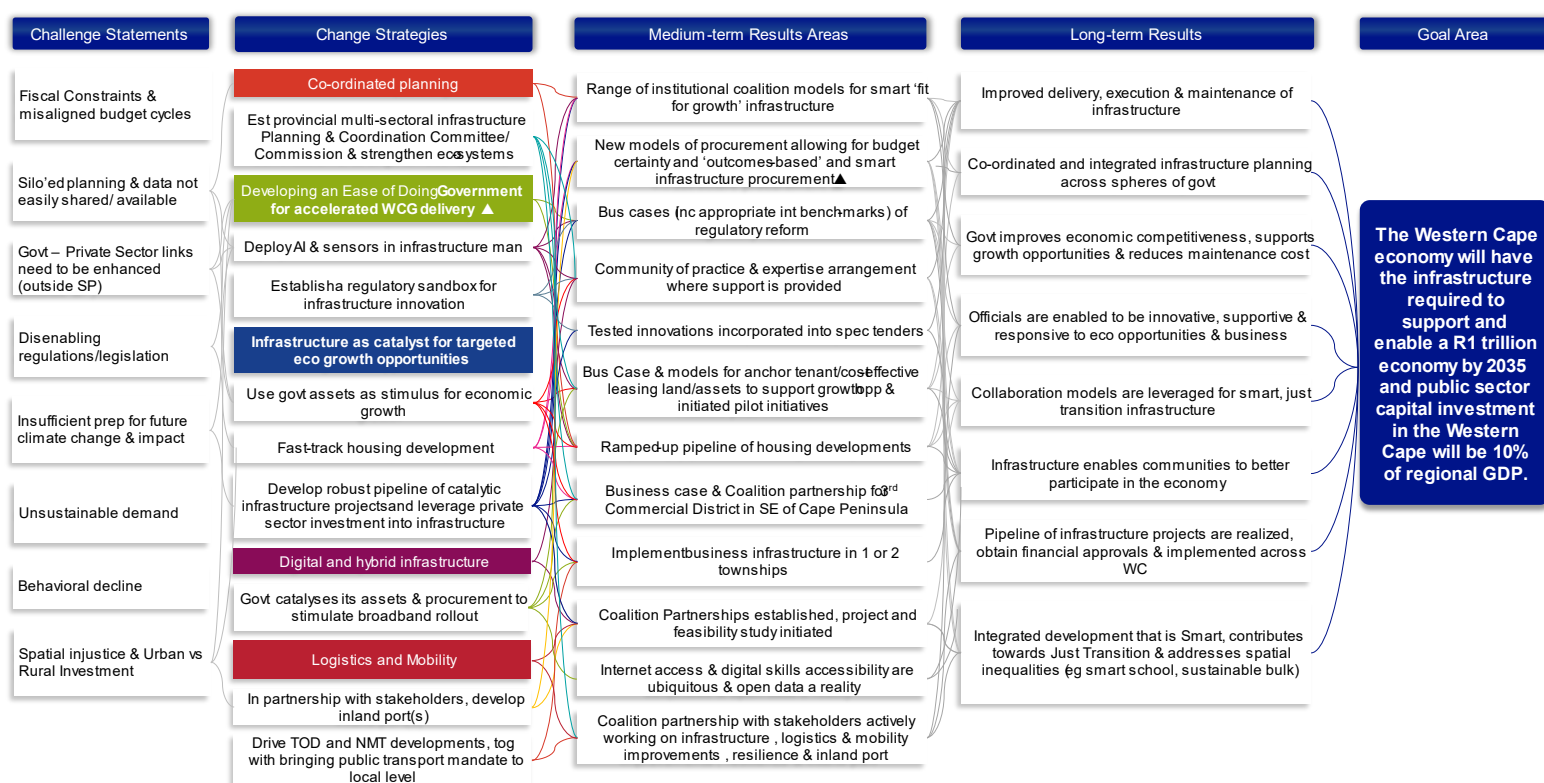 Challenge Statements
Change Strategies
Medium-term Results Areas
Long-term Results
Goal Area
Fiscal Constraints &
misaligned budget cycles
Silo'ed planning & data not
easily shared/ available
Govt – Private Sector links
need to be enhanced
(outside SP)
Disenabling
regulations/legislation
Insufficient prep for future
climate change & impact
Unsustainable demand
Behavioral decline
Spatial injustice & Urban vs
Rural Investment
Co-ordinated planning
Est provincial multi-sectoral infrastructure
Planning & Coordination Committee/
Commission & strengthen ecosystems
Developing an Ease of Doing Government
for accelerated WCG delivery ▲
Deploy AI & sensors in infrastructure man
Establish a regulatory sandbox for
infrastructure innovation
Infrastructure as catalyst for targeted
eco growth opportunities
Use govt assets as stimulus for economic
growth
Fast-track housing development
Develop robust pipeline of catalytic
infrastructure projects and leverage private
sector investment into infrastructure
Digital and hybrid infrastructure
Govt catalyses its assets & procurement to
stimulate broadband rollout
Logistics and Mobility
In partnership with stakeholders, develop
inland port(s)
Drive TOD and NMT developments, tog
with bringing public transport mandate to
local level
Range of institutional coalition models for smart 'fit
for growth' infrastructure
New models of procurement allowing for budget
certainty and 'outcomes-based' and smart
infrastructure procurement▲
Bus cases (inc appropriate int bench-marks) of
regulatory reform
Community of practice & expertise arrangement
where support is provided
Tested innovations incorporated into spec tenders
Bus Case & models for anchor tenant/cost-effective
leasing land/assets to support growth opp &
initiated pilot initiatives
Ramped-up pipeline of housing developments
Business case & Coalition partnership for 3rd
Commercial District in SE of Cape Peninsula
Implement business infrastructure in 1 or 2
townships
Coalition Partnerships established, project and
feasibility study initiated
Internet access & digital skills accessibility are
ubiquitous & open data a reality
Coalition partnership with stakeholders actively
working on infrastructure , logistics & mobility
improvements , resilience & inland port
Improved delivery, execution & maintenance of
infrastructure
Co-ordinated and integrated infrastructure planning
across spheres of govt
Govt improves economic competitiveness, supports
growth opportunities & reduces maintenance cost
Officials are enabled to be innovative, supportive &
responsive to eco opportunities & business
Collaboration models are leveraged for smart, just
transition infrastructure
Infrastructure enables communities to better
participate in the economy
Pipeline of infrastructure projects are realized,
obtain financial approvals & implemented across
WC
Integrated development that is Smart, contributes
towards Just Transition & addresses spatial
inequalities (eg smart school, sustainable bulk)
The Western Cape
economy will have
the infrastructure
required to
support and
enable a R1 trillion
economy by 2035
and public sector
capital investment
in the Western
Cape will be 10%
of regional GDP.